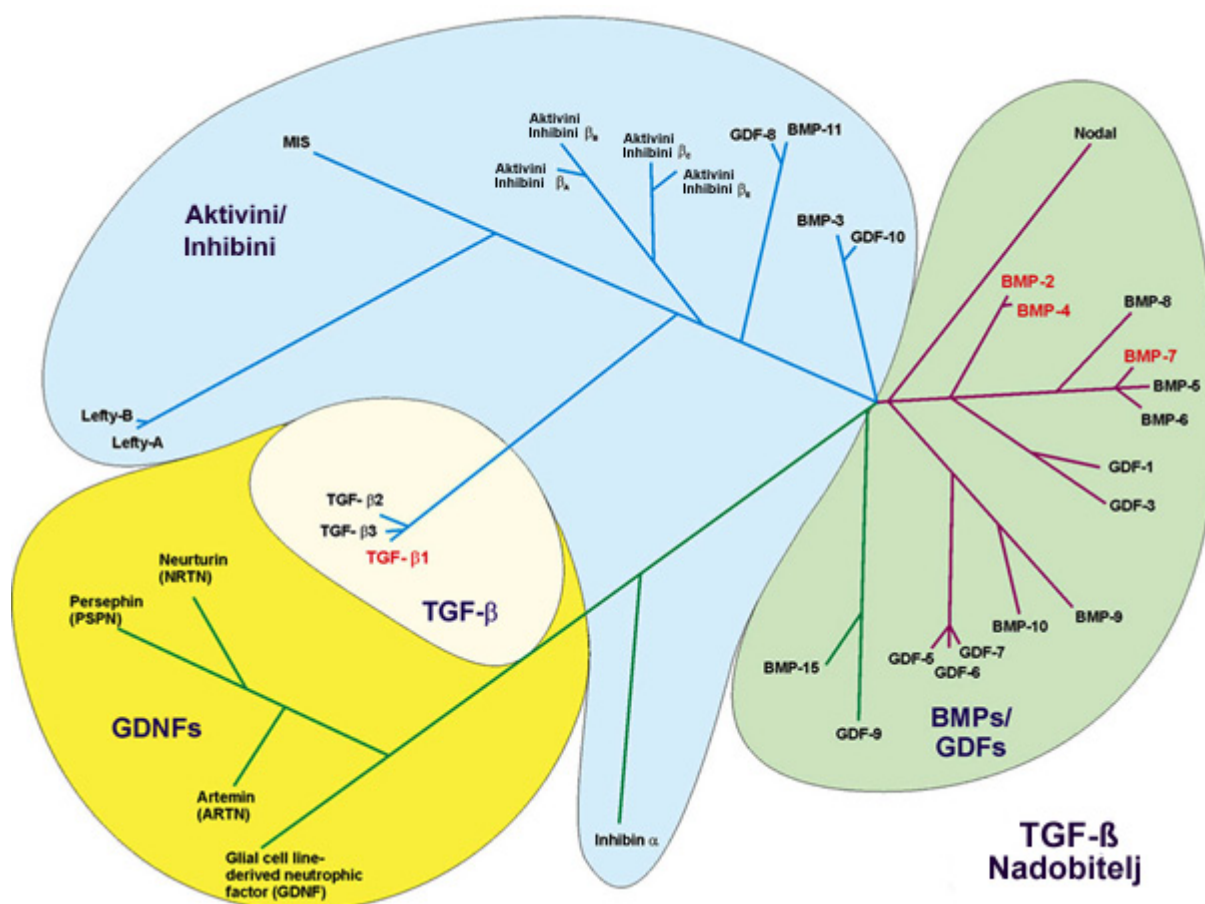 MIS
Aktivini
Inhibini βB
Aktivini
Inhibini βA
Aktivini
Inhibini βC
Aktivini
Inhibini βE
GDF-8
BMP-11
BMP-3
GDF-10
Aktivini/
Inhibini
Lefty-B
Lefty-A
Nodal
BMP-2
BMP-4
BMP-8
BMP-7
BMP-5
BMP-6
GDF-1
GDF-3
BMP-9
BMP-10
GDF-7
GDF-5
GDF-6
BMP-15
GDF-9
BMPs/
GDFs
TGF- β2
TGF- β3
TGF- β1
TGF-β
Neurturin
(NRTN)
Persephin
(PSPN)
GDNFs
Artemin
(ARTN)
Glial cell line-
derived neutrophic
factor (GDNF)
Inhibin α
TGF-ß
Nadobitelj